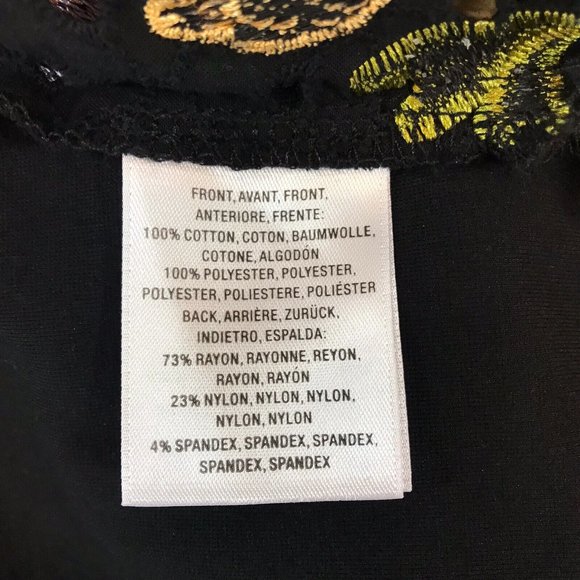 FRONT, AVANT, FRONT,
ANTERIORE, FRENTE:
100% COTTON, COTON, BAUMWOLLE,
COTONE, ALGODÓN
100% POLYESTER, POLYESTER,
POLYESTER, POLIESTERE, POLIÉSTER
BACK, ARRIÈRE, ZURÜCK,
INDIETRO, ESPALDA:
73% RAYON, RAYONNE, REYON,
RAYON, RAYÓN
23% NYLON, NYLON, NYLON,
NYLON, NYLON
4% SPANDEX, SPANDEX, SPANDEX,
SPANDEX, SPANDEX